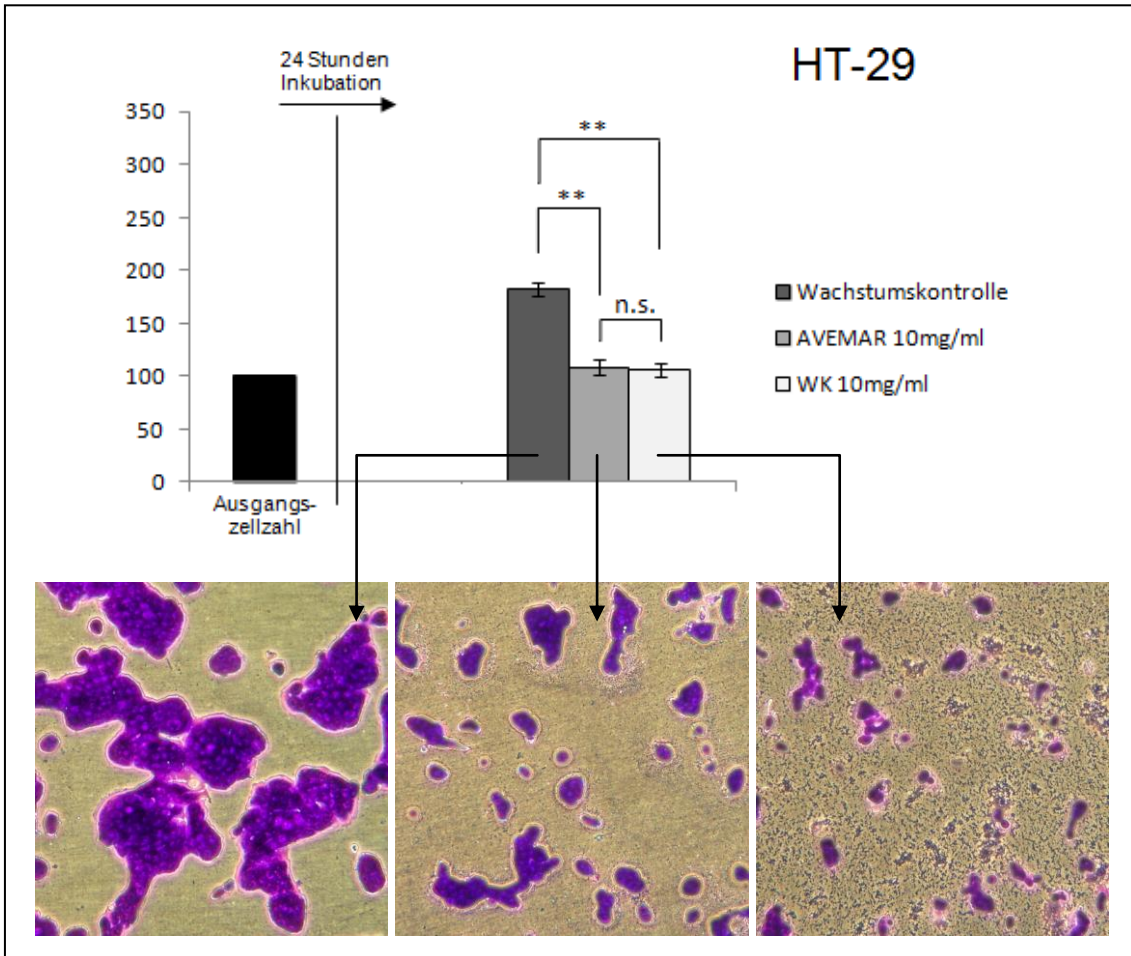 24 Stunden
Inkubation
HT-29
350
300
250
200
150
100
50
0
**
**
n.s.
Ausgangs-
zellzahl
Wachstumskontrolle
AVEMAR 10mg/ml
WK 10mg/ml